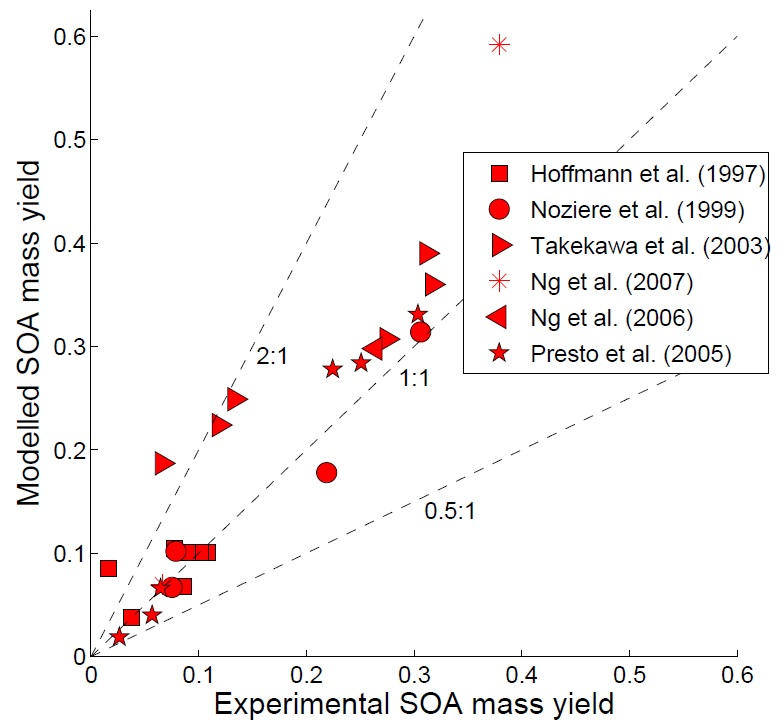 0.6
0.5
0.4
0.3
0.2
0.1
0
Modelled SOA mass yield
2:1
1:1
0.5:1
Hoffmann et al. (1997)
Noziere et al. (1999)
Takekawa et al. (2003)
Ng et al. (2007)
Ng et al. (2006)
Presto et al. (2005)
0 0.1 0.2 0.3 0.4 0.5 0.6
Experimental SOA mass yield